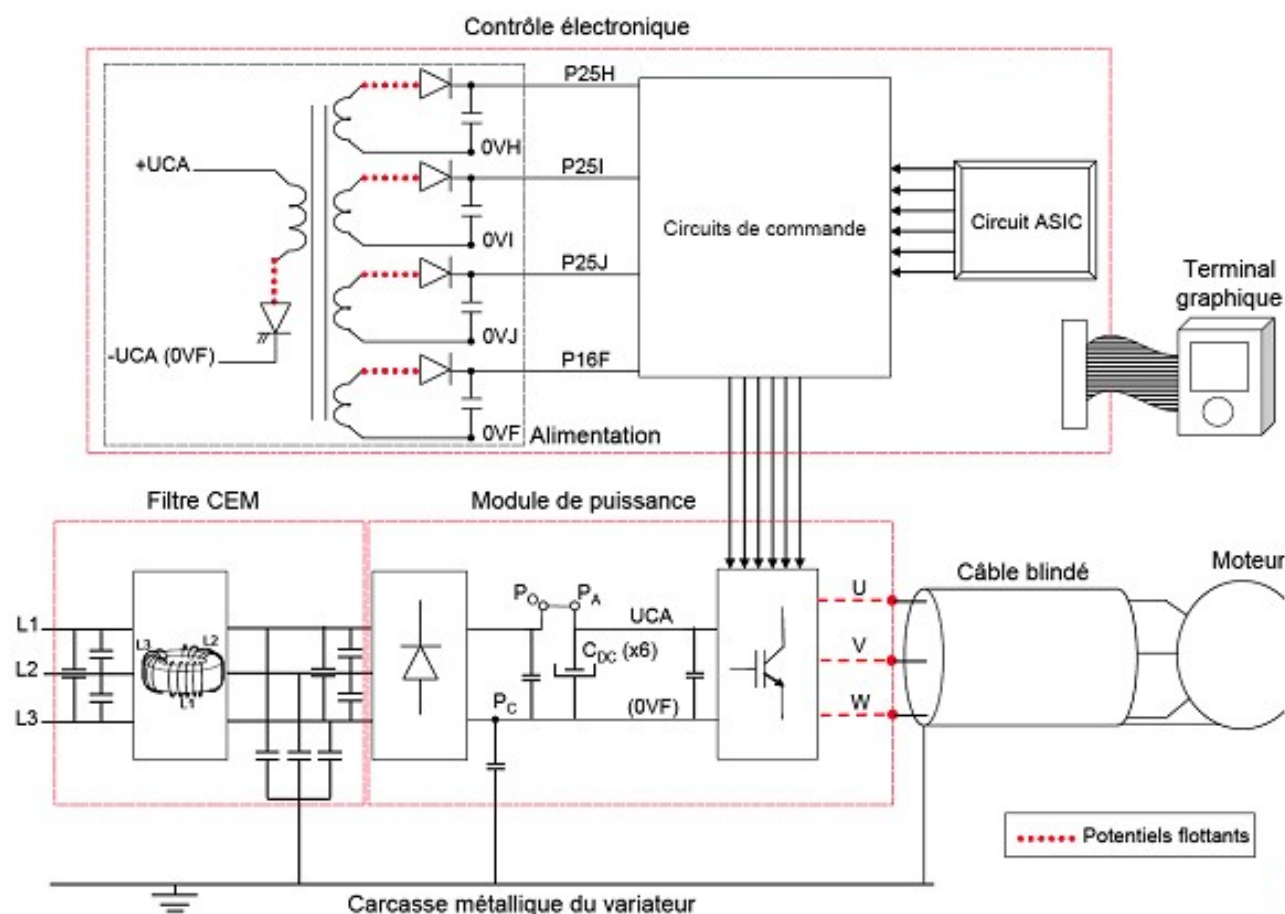 Contrôle électronique
P25H
0VH
+UCA
P25I
0VI
P25J
0VJ
-UCA (0VF)
P16F
0VF
Alimentation
Circuits de commande
Circuit ASIC
Terminal
graphique
Filtre CEM
Module de puissance
Câble blindé
Moteur
L1
L2
L3
L3
L2
L1
PO
PA
UCA
CDC (x6)
PC
(0VF)
U
V
W
Potentiels flottants
Carcasse métallique du variateur